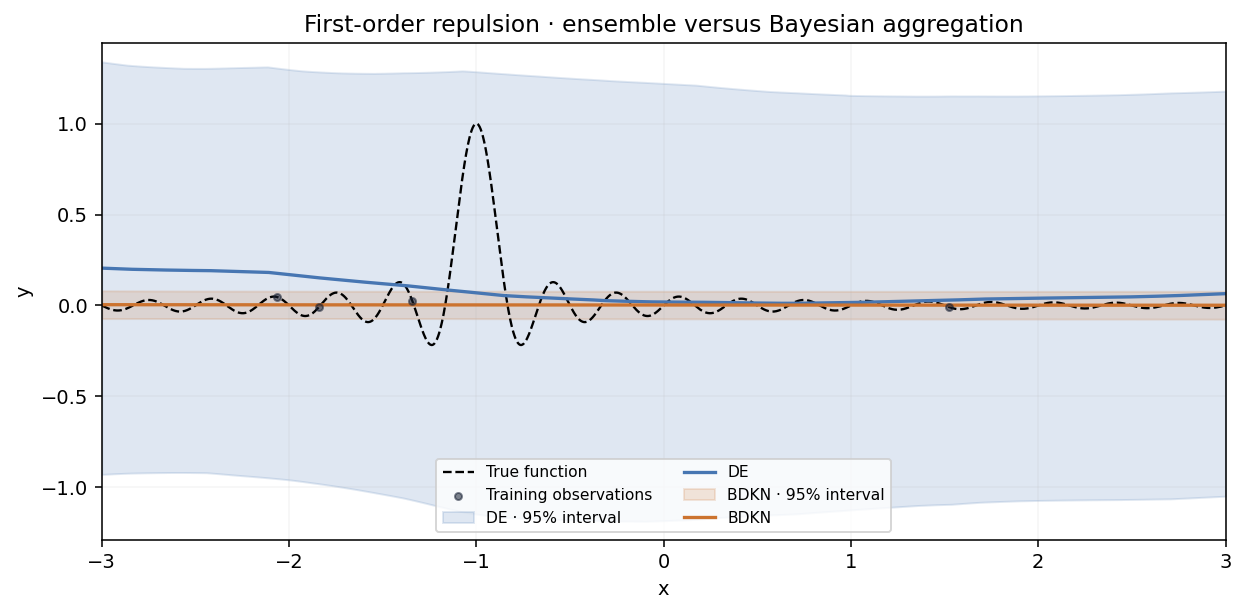 First-order repulsion · ensemble versus Bayesian aggregation
y
1.0
0.5
0.0
−0.5
−1.0
True function
Training observations
DE · 95% interval
DE
BDKN · 95% interval
BDKN
−3 −2 −1 0 1 2 3
x